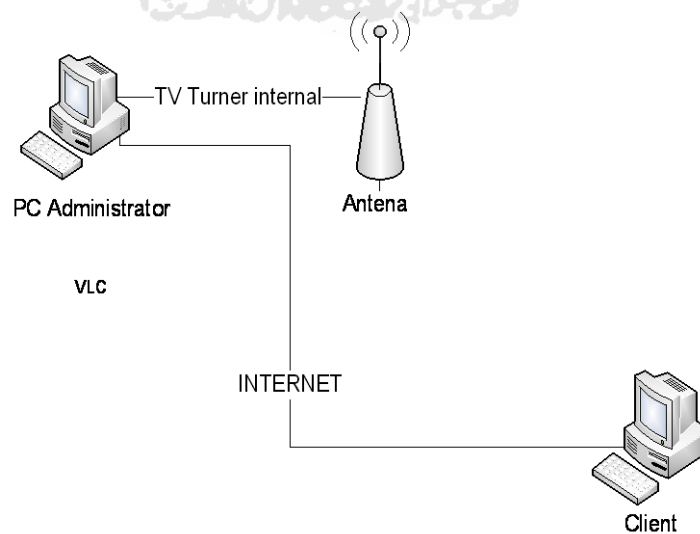 TV Turner internal
PC Administrator
Antena
VLC
INTERNET
Client